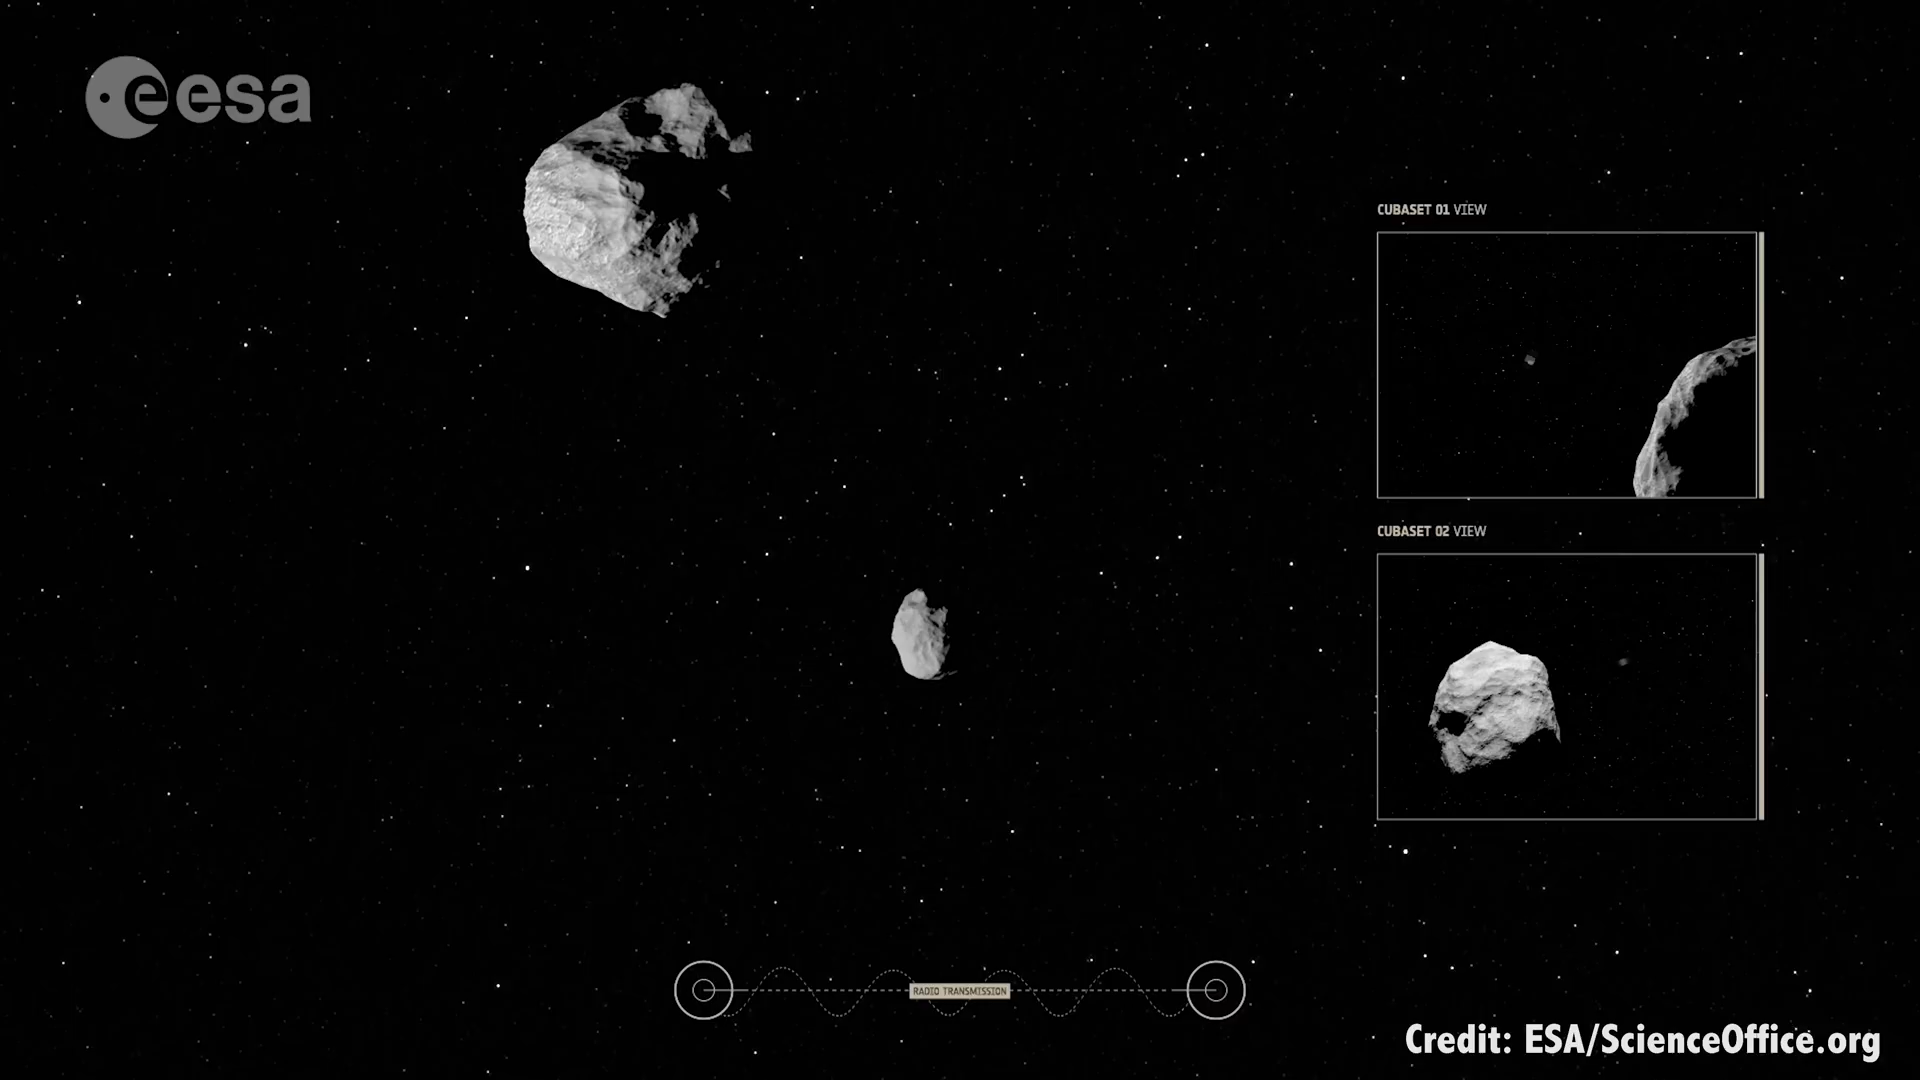 esa
CUBASET 01 VIEW
CUBASET 02 VIEW
RADIO TRANSMISSION
Credit: ESA/ScienceOffice.org